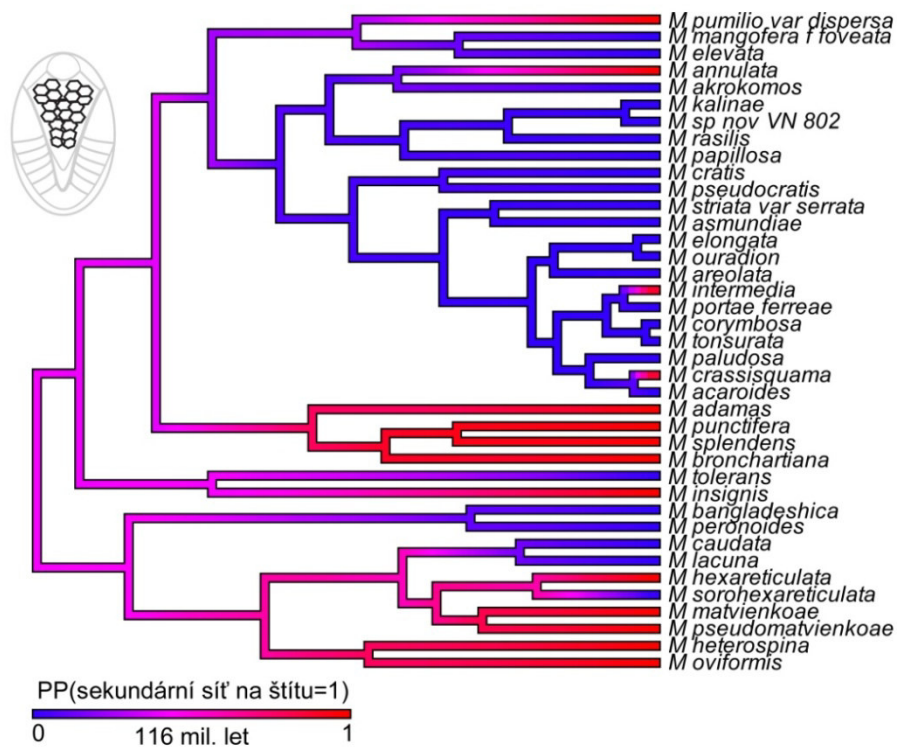 M pumilio var dispersa
M mangofera f foveata
M elevata
M annulata
M akrokomos
M kalinae
M sp nov VN 802
M rasilis
M papillosa
M cratis
M pseudocratis
M striata var serrata
M asmundiae
M elongata
M ouradion
M areolata
M intermedia
M portae ferreae
M corymbosa
M tonsurata
M paludosa
M crassisquama
M acaroides
M adamas
M punctifera
M splendens
M bronchartiana
M tolerans
M insignis
M bangladeshica
M peronoides
M caudata
M lacuna
M hexareticulata
M sorohexareticulata
M matvienkoae
M pseudomatvienkoae
M heterospina
M oviformis
PP(sekundární síť na štítu=1)
0 116 mil. let 1